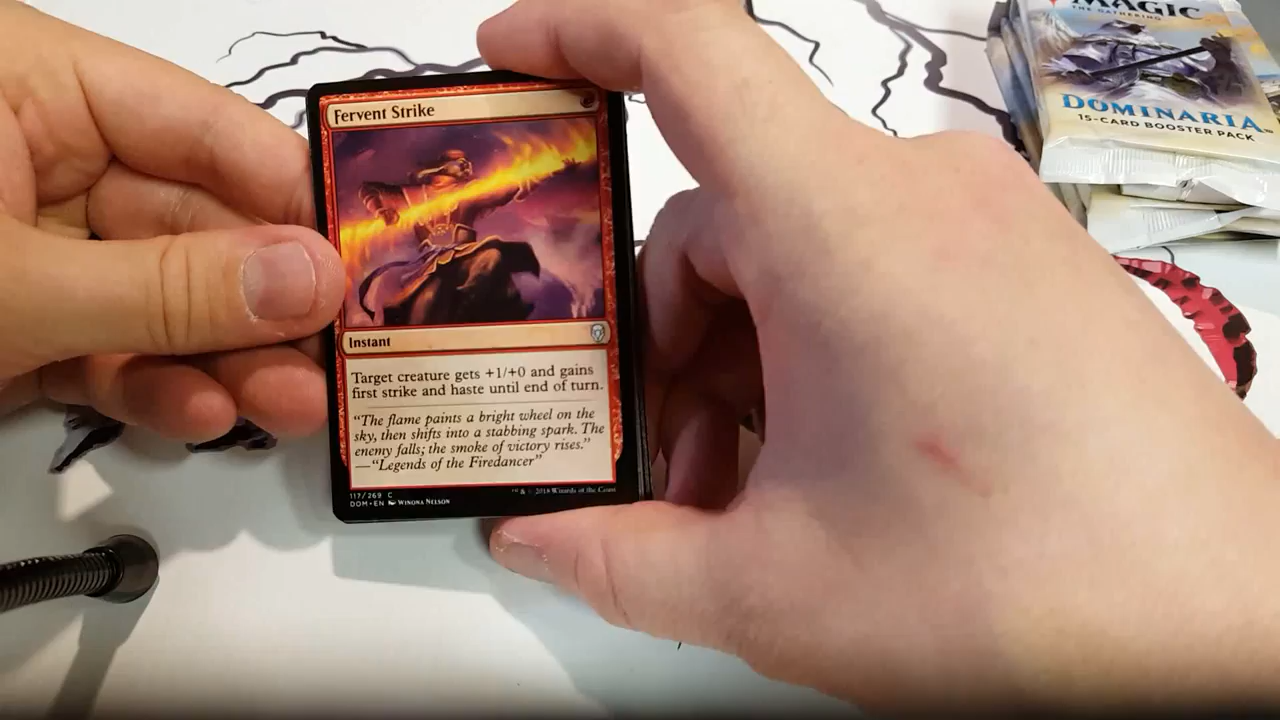 MAGIC
THE GATHERING
DOMINARIA
15-CARD BOOSTER PACK
Fervent Strike
Instant
Target creature gets +1/+0 and gains
first strike and haste until end of turn.
“The flame paints a bright wheel on the
sky, then shifts into a stabbing spark. The
enemy falls; the smoke of victory rises.”
—“Legends of the Firedancer”
117/269 C
DOM • EN WINONA NELSON
™ & © 2018 Wizards of the Coast